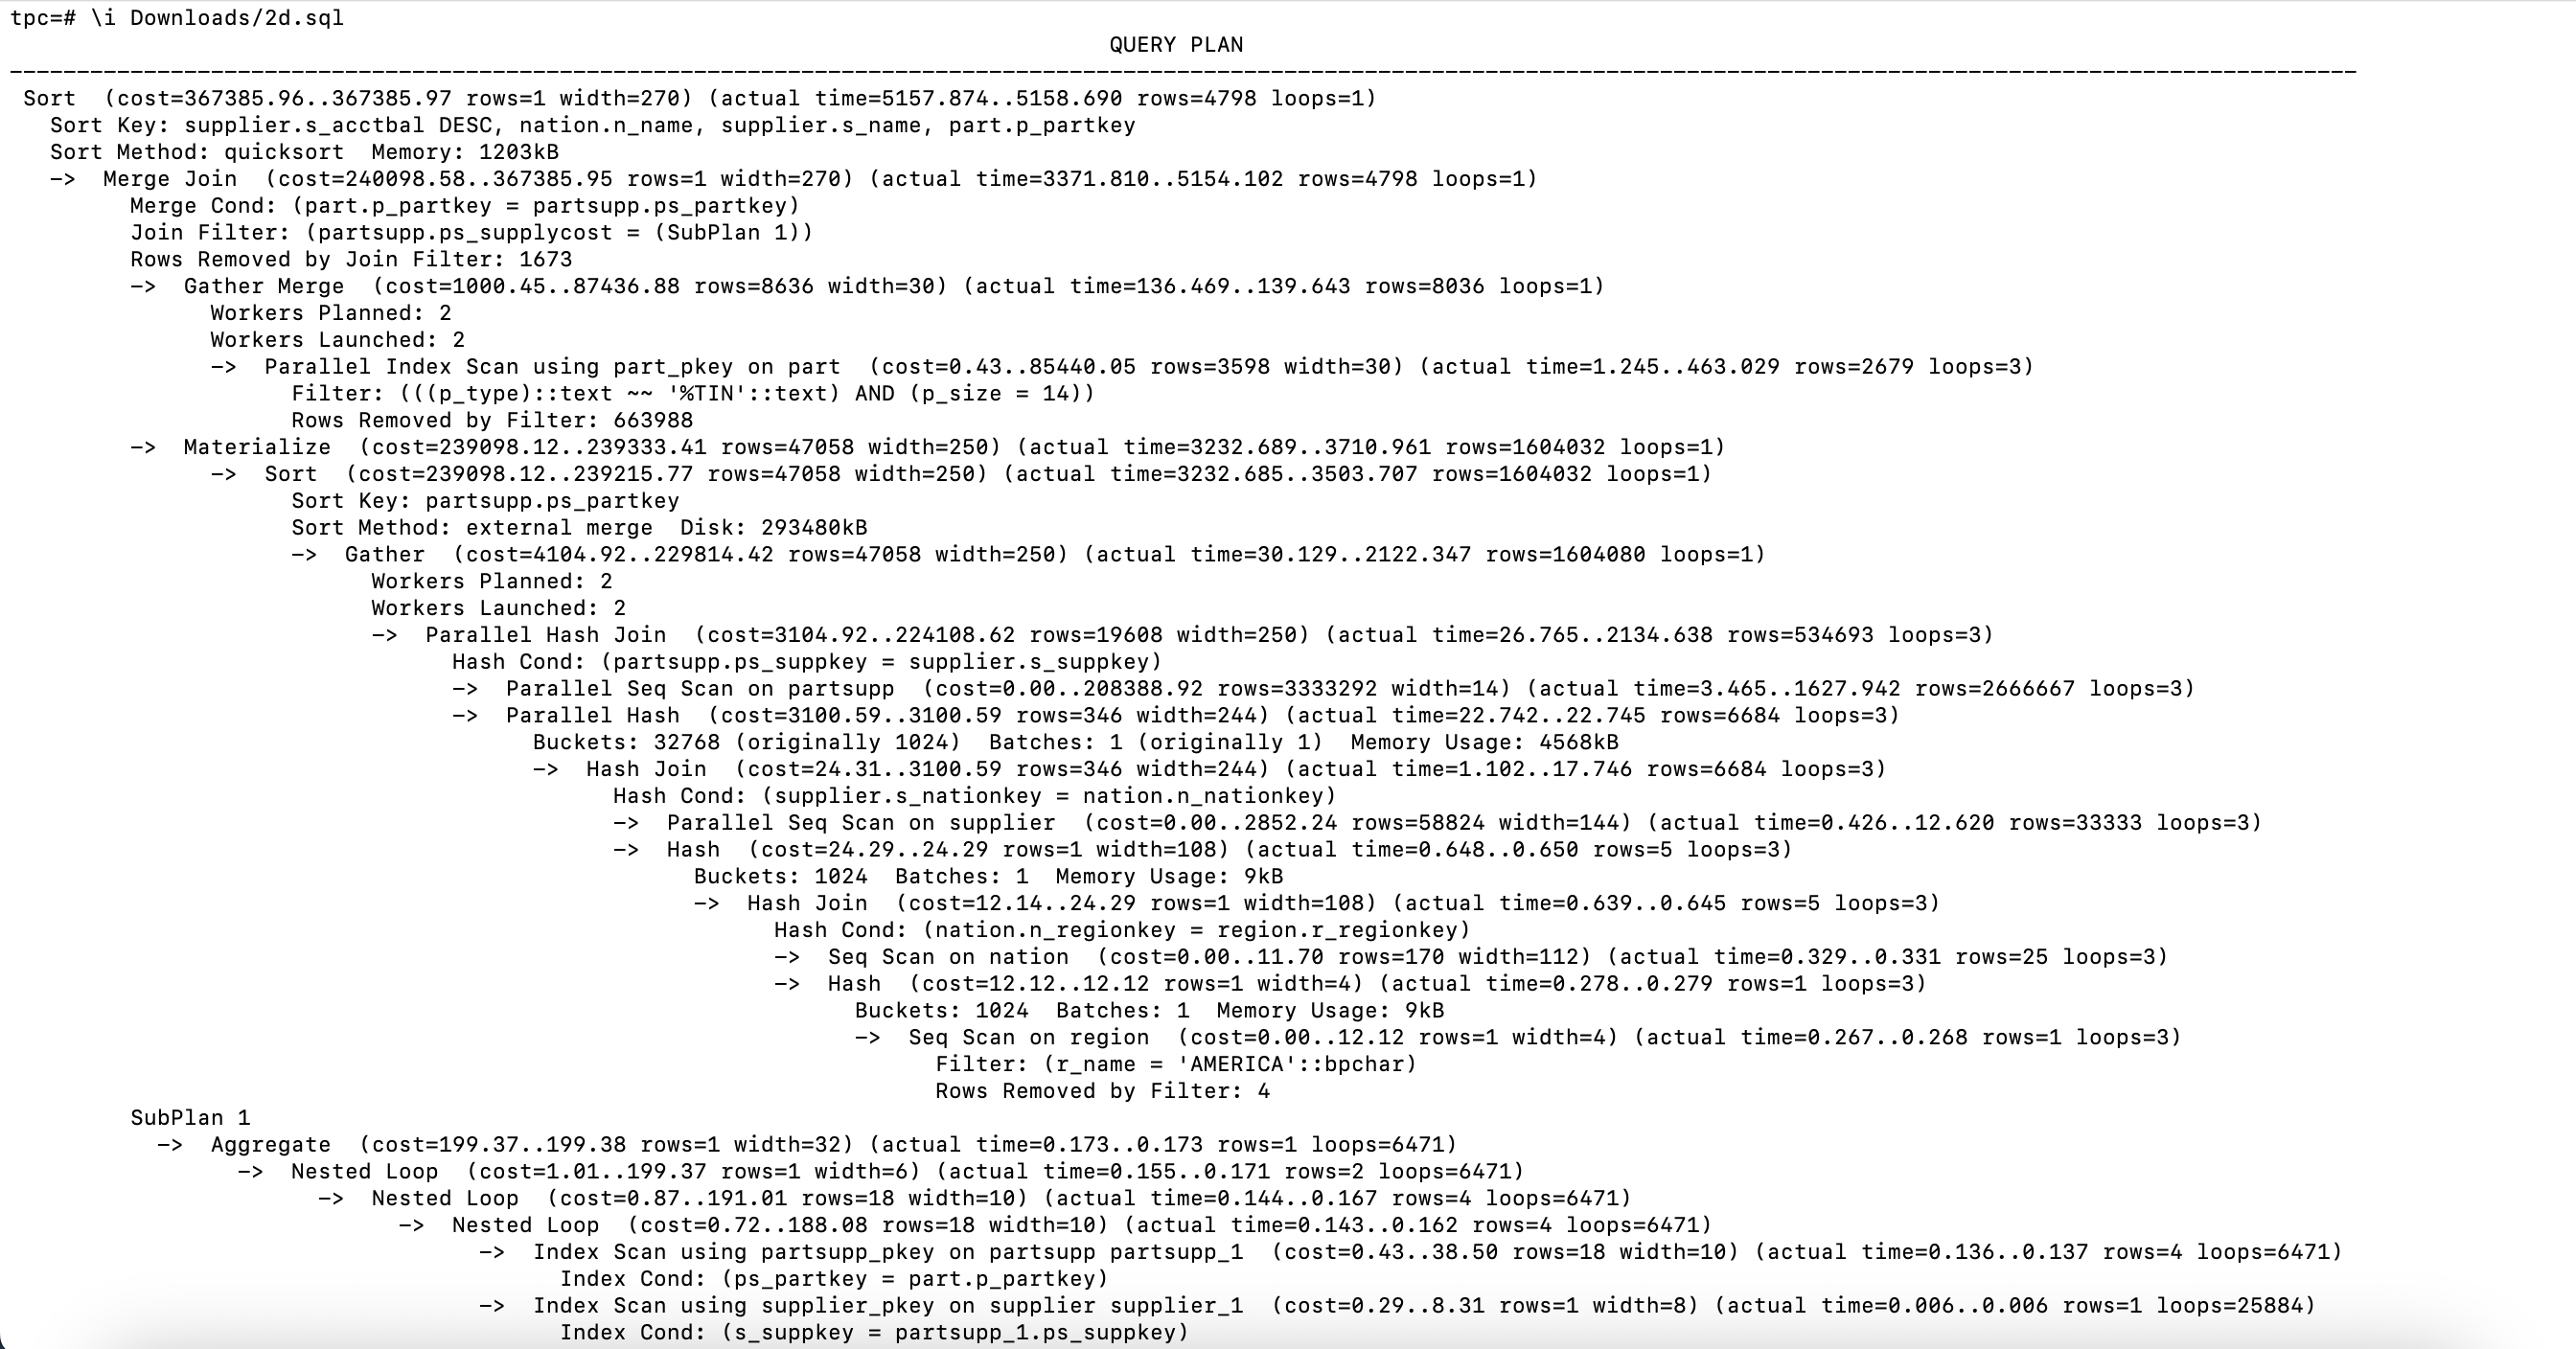 tpc=# \i Downloads/2d.sql
QUERY PLAN
--------------------------------------------------------------------------------------------------------------------------------------------------------------------------------
Sort  (cost=367385.96..367385.97 rows=1 width=270) (actual time=5157.874..5158.690 rows=4798 loops=1)
Sort Key: supplier.s_acctbal DESC, nation.n_name, supplier.s_name, part.p_partkey
Sort Method: quicksort  Memory: 1203kB
->  Merge Join  (cost=240098.58..367385.95 rows=1 width=270) (actual time=3371.810..5154.102 rows=4798 loops=1)
Merge Cond: (part.p_partkey = partsupp.ps_partkey)
Join Filter: (partsupp.ps_supplycost = (SubPlan 1))
Rows Removed by Join Filter: 1673
->  Gather Merge  (cost=1000.45..87436.88 rows=8636 width=30) (actual time=136.469..139.643 rows=8036 loops=1)
Workers Planned: 2
Workers Launched: 2
->  Parallel Index Scan using part_pkey on part  (cost=0.43..85440.05 rows=3598 width=30) (actual time=1.245..463.029 rows=2679 loops=3)
Filter: (((p_type)::text ~~ '%TIN'::text) AND (p_size = 14))
Rows Removed by Filter: 663988
->  Materialize  (cost=239098.12..239333.41 rows=47058 width=250) (actual time=3232.689..3710.961 rows=1604032 loops=1)
->  Sort  (cost=239098.12..239215.77 rows=47058 width=250) (actual time=3232.685..3503.707 rows=1604032 loops=1)
Sort Key: partsupp.ps_partkey
Sort Method: external merge  Disk: 293480kB
->  Gather  (cost=4104.92..229814.42 rows=47058 width=250) (actual time=30.129..2122.347 rows=1604080 loops=1)
Workers Planned: 2
Workers Launched: 2
->  Parallel Hash Join  (cost=3104.92..224108.62 rows=19608 width=250) (actual time=26.765..2134.638 rows=534693 loops=3)
Hash Cond: (partsupp.ps_suppkey = supplier.s_suppkey)
->  Parallel Seq Scan on partsupp  (cost=0.00..208388.92 rows=3333292 width=14) (actual time=3.465..1627.942 rows=2666667 loops=3)
->  Parallel Hash  (cost=3100.59..3100.59 rows=346 width=244) (actual time=22.742..22.745 rows=6684 loops=3)
Buckets: 32768 (originally 1024)  Batches: 1 (originally 1)  Memory Usage: 4568kB
->  Hash Join  (cost=24.31..3100.59 rows=346 width=244) (actual time=1.102..17.746 rows=6684 loops=3)
Hash Cond: (supplier.s_nationkey = nation.n_nationkey)
->  Parallel Seq Scan on supplier  (cost=0.00..2852.24 rows=58824 width=144) (actual time=0.426..12.620 rows=33333 loops=3)
->  Hash  (cost=24.29..24.29 rows=1 width=108) (actual time=0.648..0.650 rows=5 loops=3)
Buckets: 1024  Batches: 1  Memory Usage: 9kB
->  Hash Join  (cost=12.14..24.29 rows=1 width=108) (actual time=0.639..0.645 rows=5 loops=3)
Hash Cond: (nation.n_regionkey = region.r_regionkey)
->  Seq Scan on nation  (cost=0.00..11.70 rows=170 width=112) (actual time=0.329..0.331 rows=25 loops=3)
->  Hash  (cost=12.12..12.12 rows=1 width=4) (actual time=0.278..0.279 rows=1 loops=3)
Buckets: 1024  Batches: 1  Memory Usage: 9kB
->  Seq Scan on region  (cost=0.00..12.12 rows=1 width=4) (actual time=0.267..0.268 rows=1 loops=3)
Filter: (r_name = 'AMERICA'::bpchar)
Rows Removed by Filter: 4
SubPlan 1
->  Aggregate  (cost=199.37..199.38 rows=1 width=32) (actual time=0.173..0.173 rows=1 loops=6471)
->  Nested Loop  (cost=1.01..199.37 rows=1 width=6) (actual time=0.155..0.171 rows=2 loops=6471)
->  Nested Loop  (cost=0.87..191.01 rows=18 width=10) (actual time=0.144..0.167 rows=4 loops=6471)
->  Nested Loop  (cost=0.72..188.08 rows=18 width=10) (actual time=0.143..0.162 rows=4 loops=6471)
->  Index Scan using partsupp_pkey on partsupp partsupp_1  (cost=0.43..38.50 rows=18 width=10) (actual time=0.136..0.137 rows=4 loops=6471)
Index Cond: (ps_partkey = part.p_partkey)
->  Index Scan using supplier_pkey on supplier supplier_1  (cost=0.29..8.31 rows=1 width=8) (actual time=0.006..0.006 rows=1 loops=25884)
Index Cond: (s_suppkey = partsupp_1.ps_suppkey)